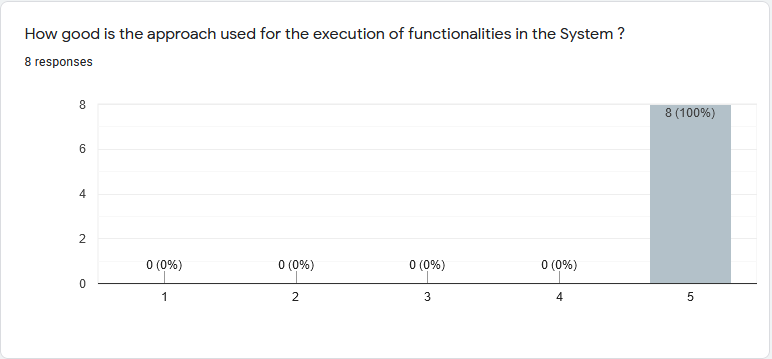 How good is the approach used for the execution of functionalities in the System ?
8 responses
8
8 (100%)
6
4
2
0 (0%) 0 (0%) 0 (0%) 0 (0%)
0
1 2 3 4 5